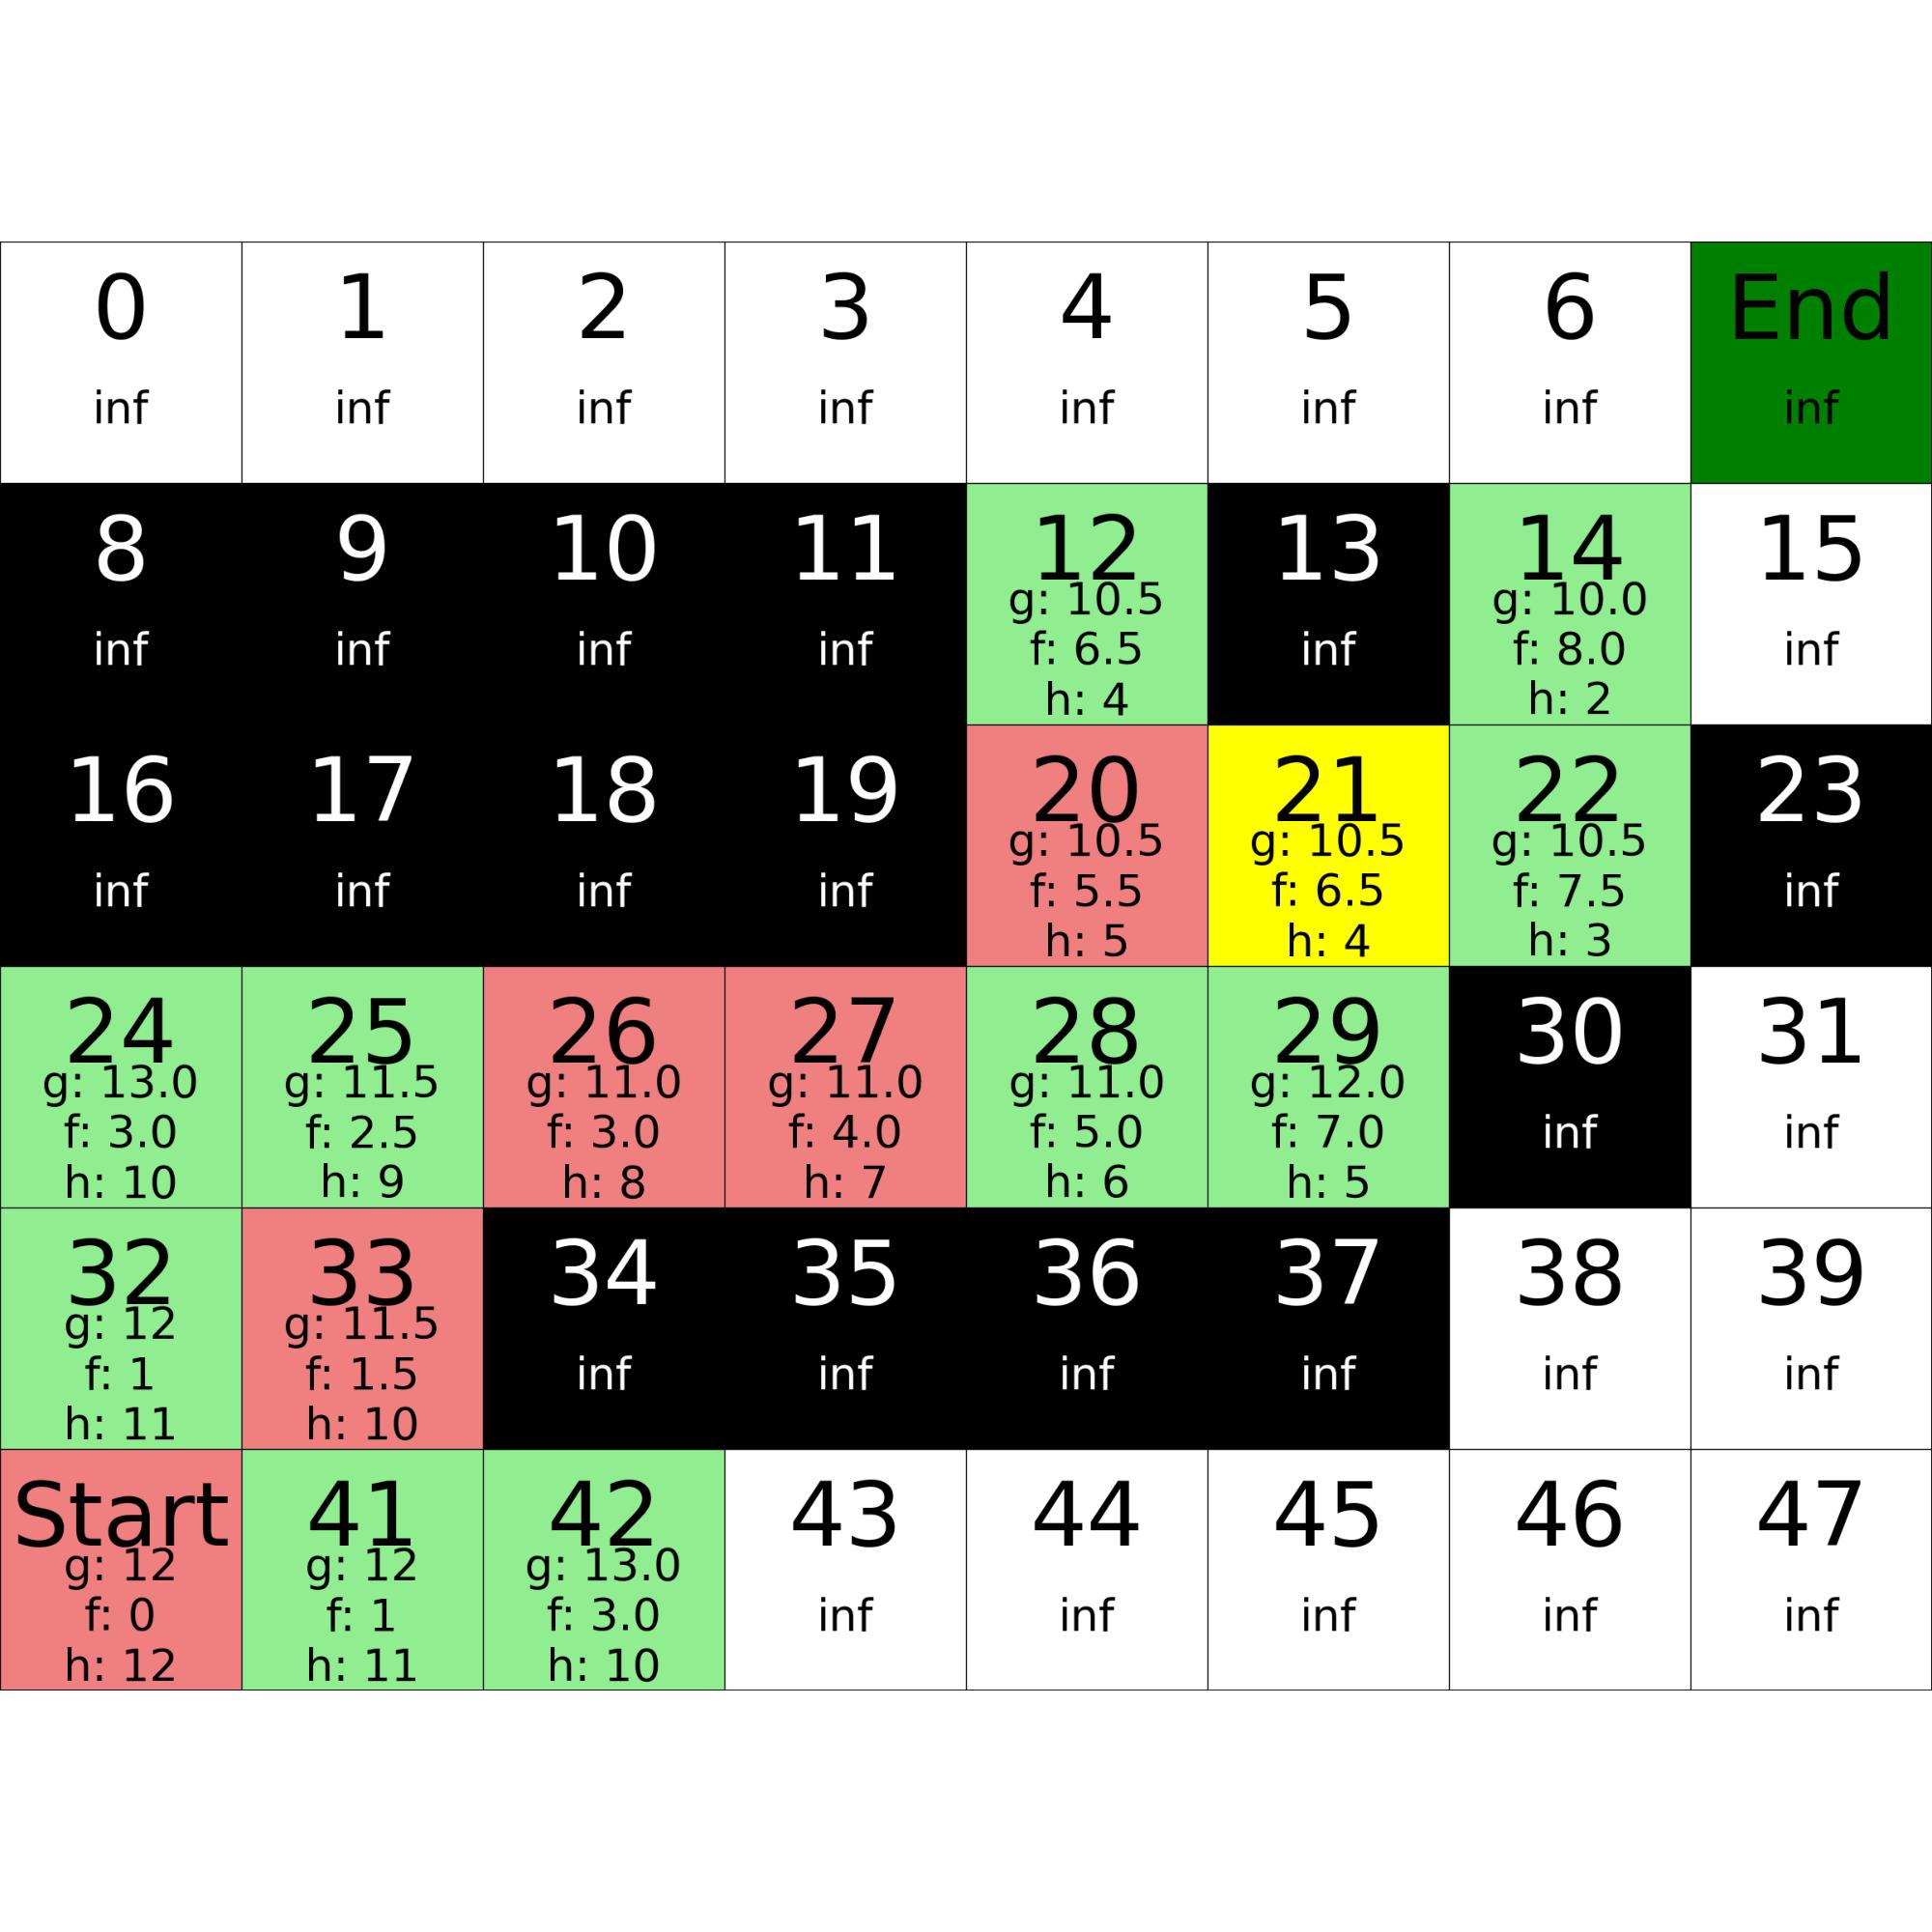 0 1 2 3 4 5 6 End
inf inf inf inf inf inf inf inf
8 9 10 11 12 13 14 15
g: 10.5 g: 10.0
inf inf inf inf f: 6.5 inf f: 8.0 inf
h: 4 h: 2
16 17 18 19 20 21 22 23
g: 10.5 g: 10.5 g: 10.5
inf inf inf inf f: 5.5 f: 6.5 f: 7.5 inf
h: 5 h: 4 h: 3
24 25 26 27 28 29 30 31
g: 13.0 g: 11.5 g: 11.0 g: 11.0 g: 11.0 g: 12.0
f: 3.0 f: 2.5 f: 3.0 f: 4.0 f: 5.0 f: 7.0 inf inf
h: 10 h: 9 h: 8 h: 7 h: 6 h: 5
32 33 34 35 36 37 38 39
g: 12 g: 11.5
f: 1 f: 1.5 inf inf inf inf inf inf
h: 11 h: 10
Start 41 42 43 44 45 46 47
g: 12 g: 12 g: 13.0
f: 0 f: 1 f: 3.0 inf inf inf inf inf
h: 12 h: 11 h: 10